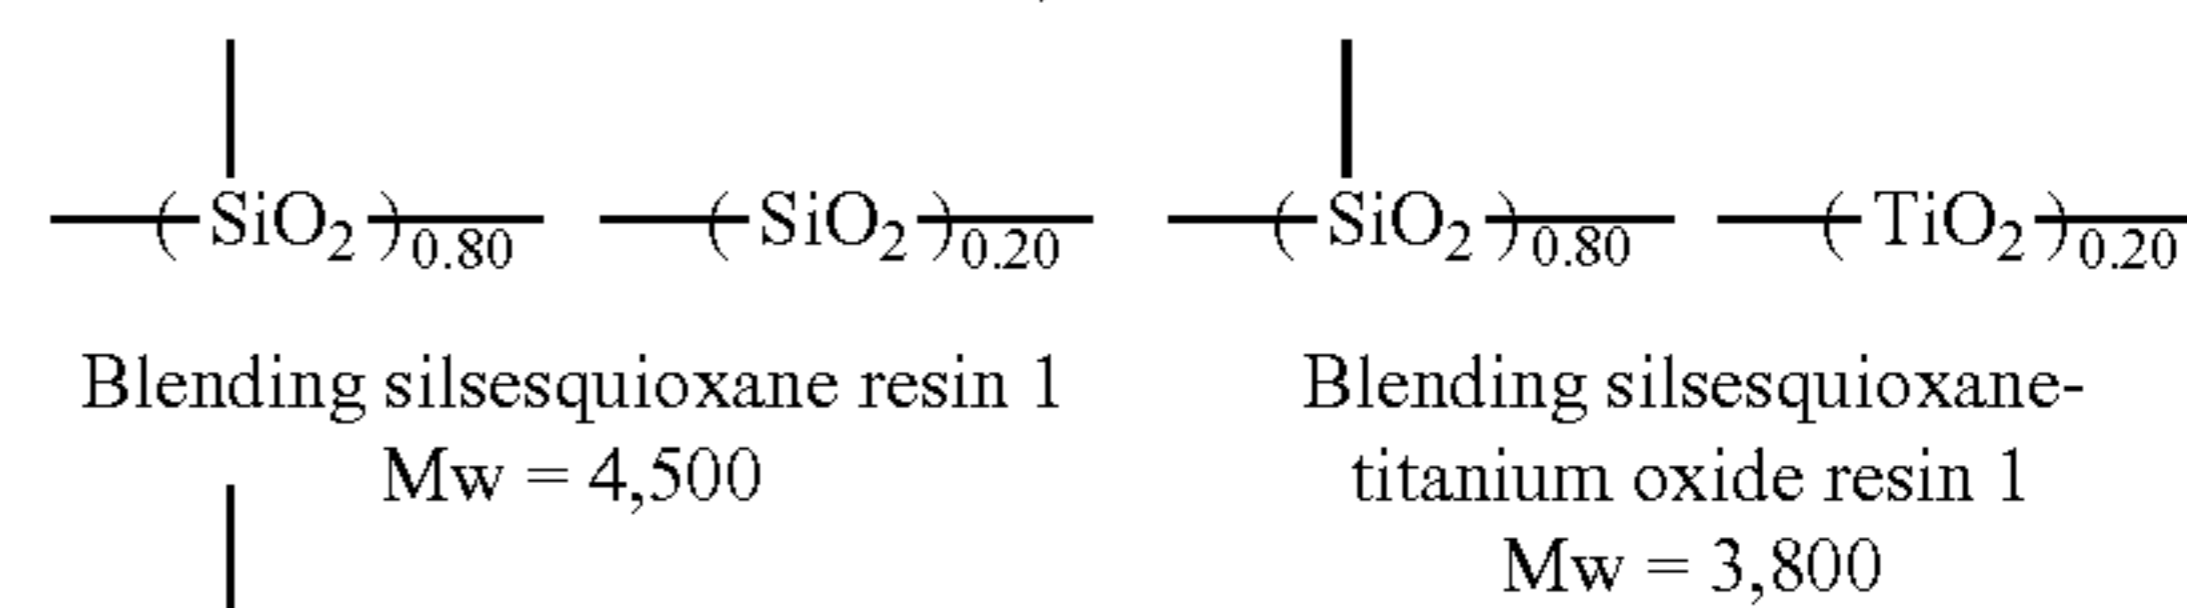 —( SiO₂ )—0.80 —( SiO₂ )—0.20 —( SiO₂ )—0.80 —( TiO₂ )—0.20
Blending silsesquioxane resin 1
Mw = 4,500
Blending silsesquioxane-
titanium oxide resin 1
Mw = 3,800